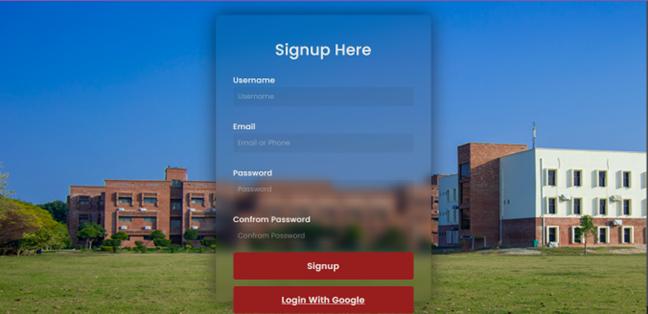 Signup Here
Username
Username
Email
Email or Phone
Password
Password
Confrom Password
Confrom Password
Signup
Login With Google